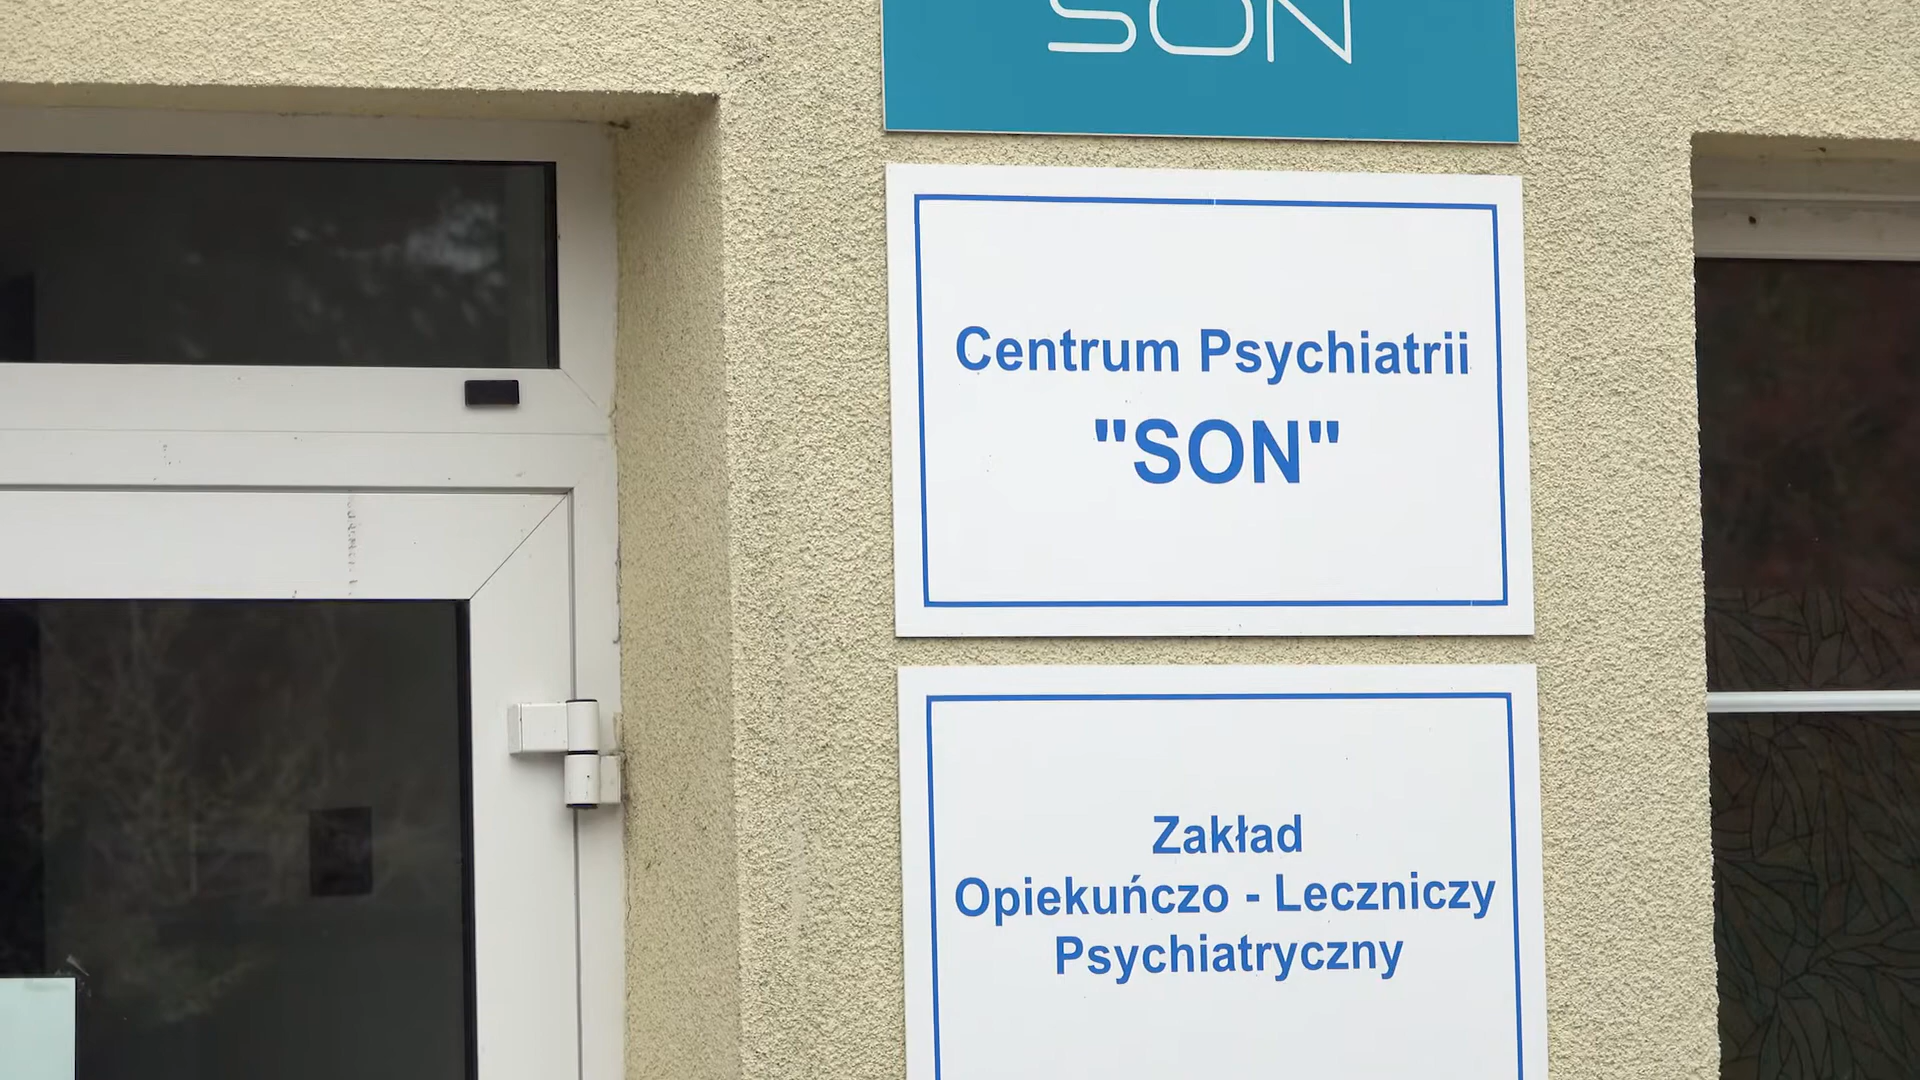 SON
Centrum Psychiatrii
"SON"
Zakład
Opiekuńczo - Leczniczy
Psychiatryczny